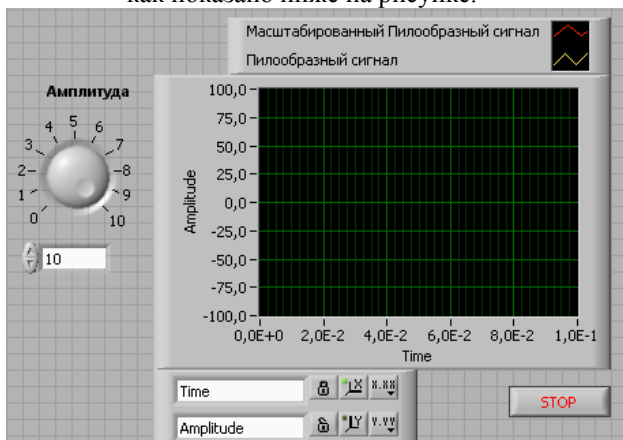 как показано ниже на рисунке.
Масштабированный Пилообразный сигнал
Пилообразный сигнал
Амплитуда
0 1 2 3 4 5 6 7 8 9 10
10
Amplitude
100,0
75,0
50,0
25,0
0,0
-25,0
-50,0
-75,0
-100,0
0,0E+0 2,0E-2 4,0E-2 6,0E-2 8,0E-2 1,0E-1
Time
Time X X.XX
Amplitude Y Y.YY
STOP